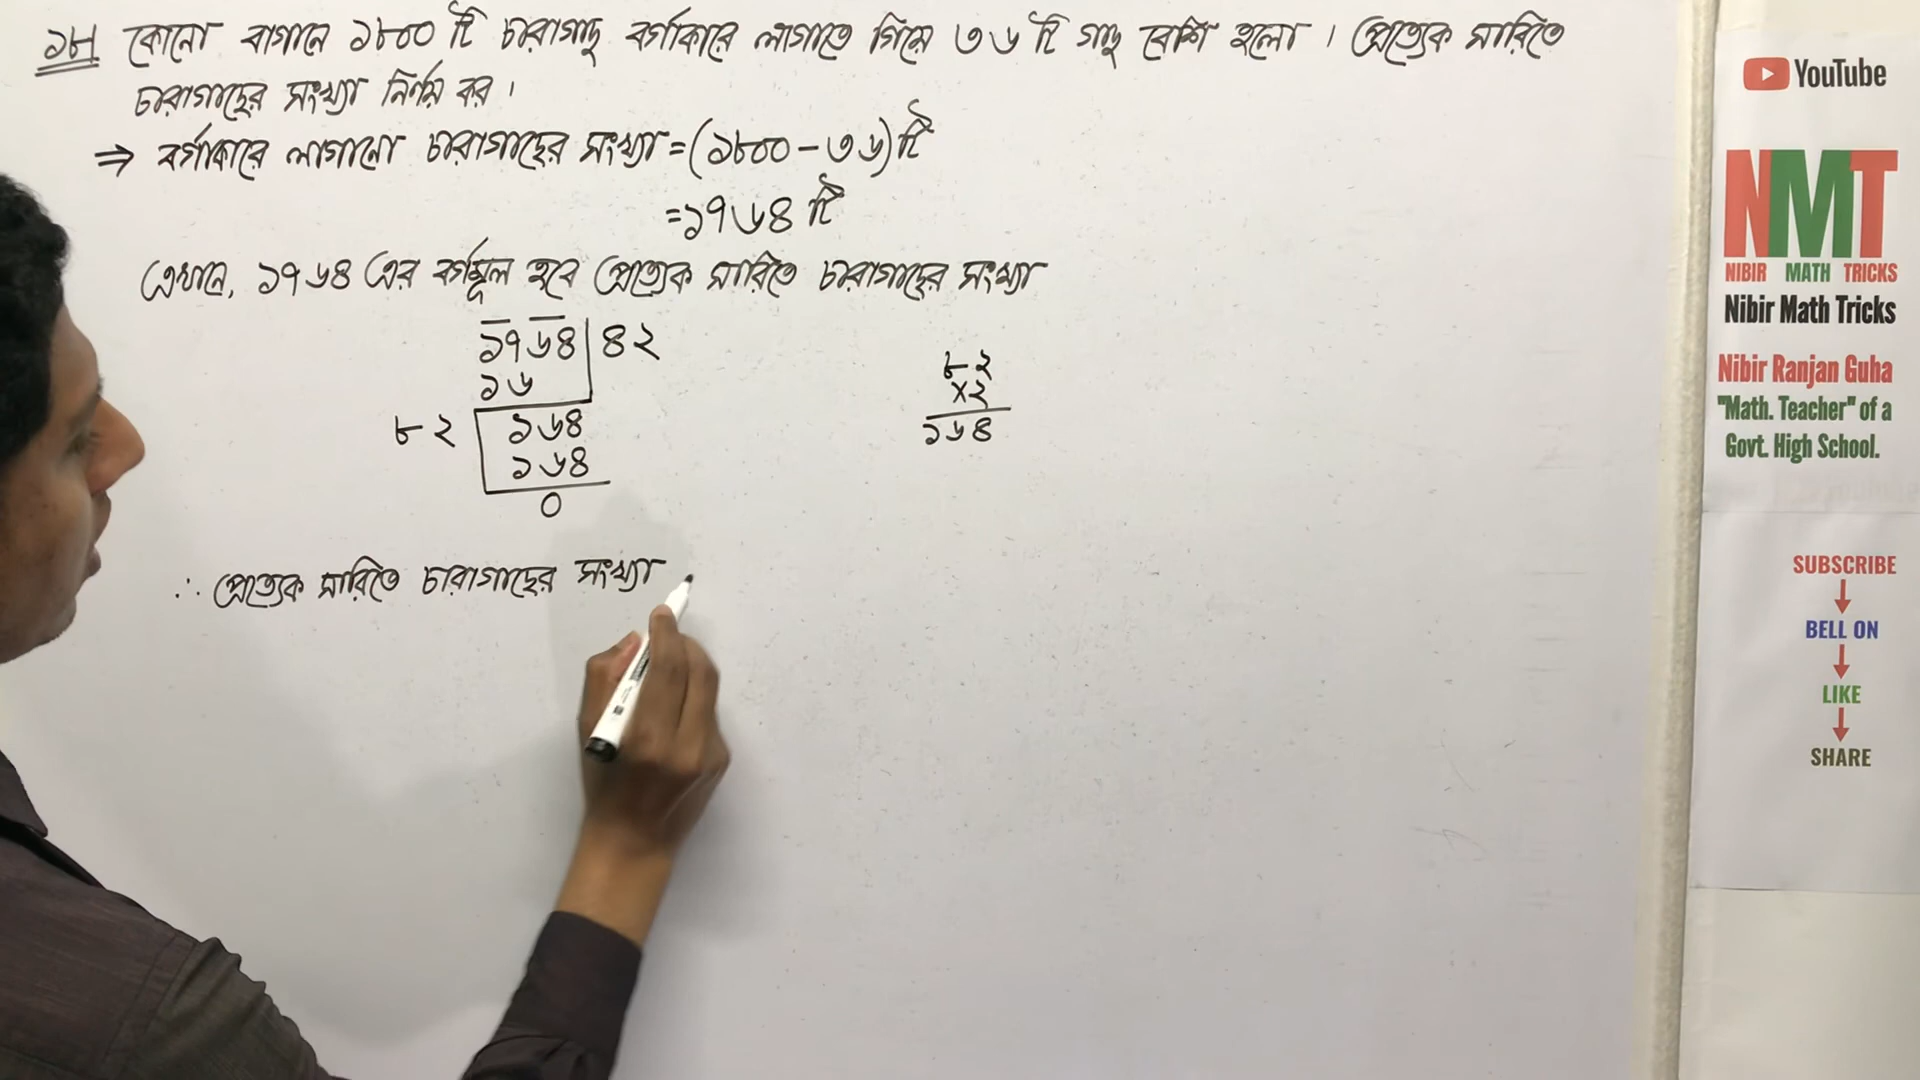 ১৮। কোনো বাগানে ১৮০০ টি চারাগাছ বর্গাকারে লাগাতে গিয়ে ৩৬ টি গাছ বেশি হলো। প্রত্যেক সারিতে
চারাগাছের সংখ্যা নির্ণয় কর।
⇒ বর্গাকারে লাগানো চারাগাছের সংখ্যা = (১৮০০ - ৩৬) টি
= ১৭৬৪ টি
এখানে, ১৭৬৪ এর বর্গমূল হবে প্রত্যেক সারিতে চারাগাছের সংখ্যা
১৭৬৪ | ৪২
১৬
৮২ ১৬৪
১৬৪
০
৮২
×২
১৬৪
∴ প্রত্যেক সারিতে চারাগাছের সংখ্যা
YouTube
NMT
NIBIR MATH TRICKS
Nibir Math Tricks
Nibir Ranjan Guha
"Math. Teacher" of a
Govt. High School.
SUBSCRIBE
BELL ON
LIKE
SHARE